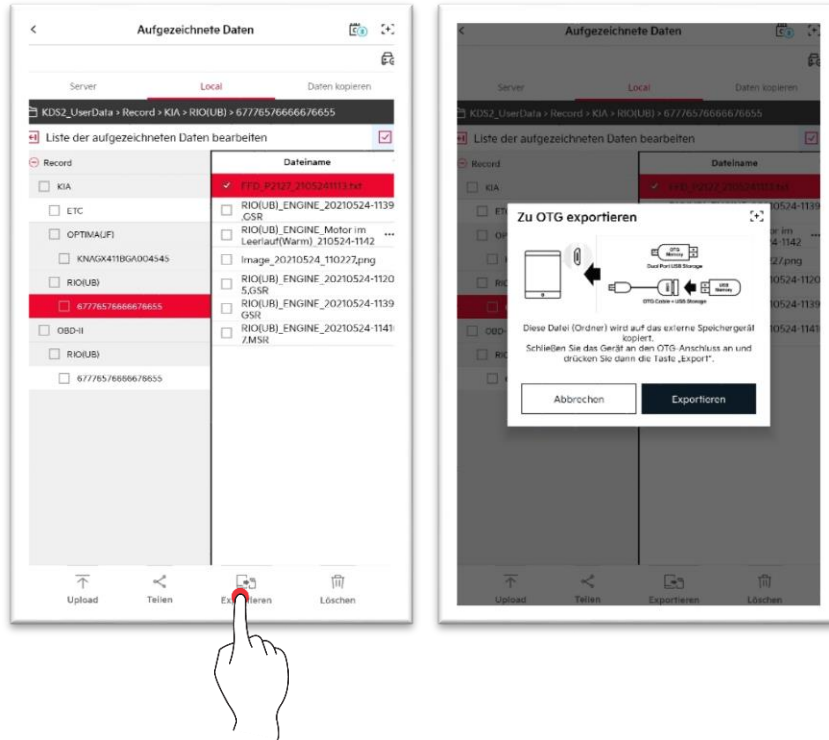 Aufgezeichnete Daten
Server Local Daten kopieren
KDS2_UserData > Record > KIA > RIO(UB) > 67776576666676655
Liste der aufgezeichneten Daten bearbeiten
Record
KIA
ETC
OPTIMA(JF)
KNAGX411BGA004545
RIO(UB)
67776576666676655
OBD-II
RIO(UB)
67776576666676655
Dateiname
FFD_P2127_2105241113.txt
RIO(UB)_ENGINE_20210524-1139
.GSR
RIO(UB)_ENGINE_Motor im
Leerlauf(Warm)_210524-1142
Image_20210524_110227.png
RIO(UB)_ENGINE_20210524-1120
5.GSR
RIO(UB)_ENGINE_20210524-1139
GSR
RIO(UB)_ENGINE_20210524-1141
7.MSR
Upload Teilen Exportieren Löschen
Aufgezeichnete Daten
Server Local Daten kopieren
KDS2_UserData > Record > KIA > RIO(UB) > 67776576666676655
Liste der aufgezeichneten Daten bearbeiten
Record
Dateiname
KIA
FFD_P2127_2105241113.txt
Zu OTG exportieren
OTG
Memory
Dual Port USB Storage
USB
Memory
OTG Cable + USB Storage
Diese Datei (Ordner) wird auf das externe Speichergerät
kopiert.
Schließen Sie das Gerät an den OTG-Anschluss an und
drücken Sie dann die Taste „Export".
Abbrechen Exportieren
Upload Teilen Exportieren Löschen